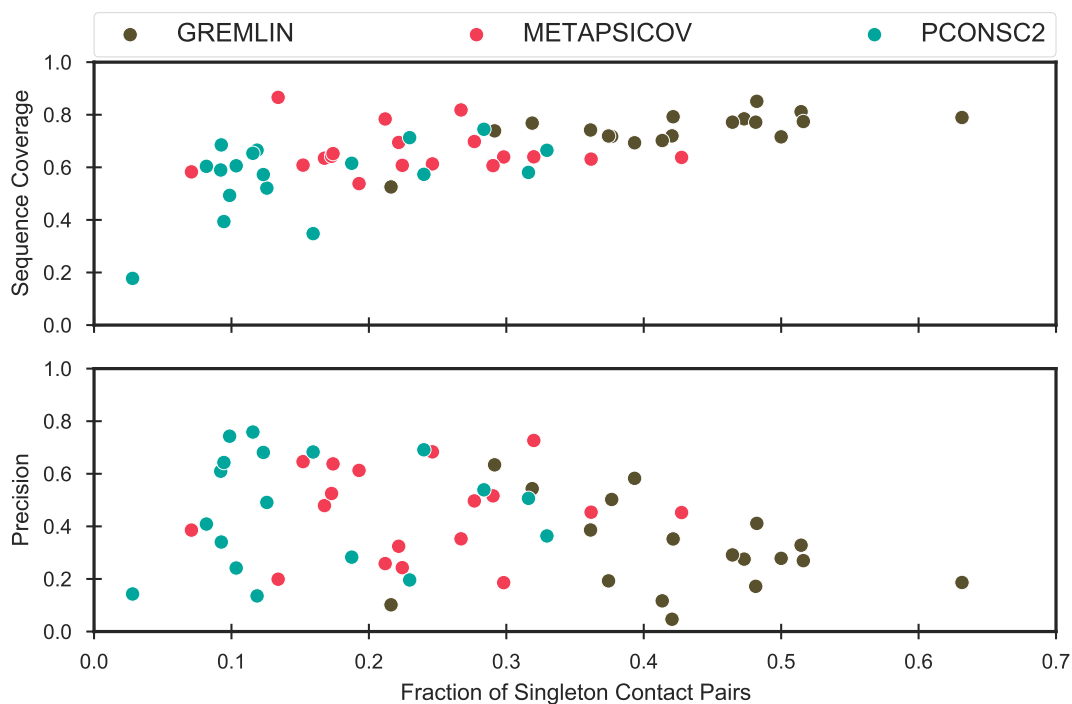 GREMLIN METAPSICOV PCONSC2
1.0
0.8
0.6
0.4
0.2
0.0
Sequence Coverage
1.0
0.8
0.6
0.4
0.2
0.0
Precision
0.0 0.1 0.2 0.3 0.4 0.5 0.6 0.7
Fraction of Singleton Contact Pairs